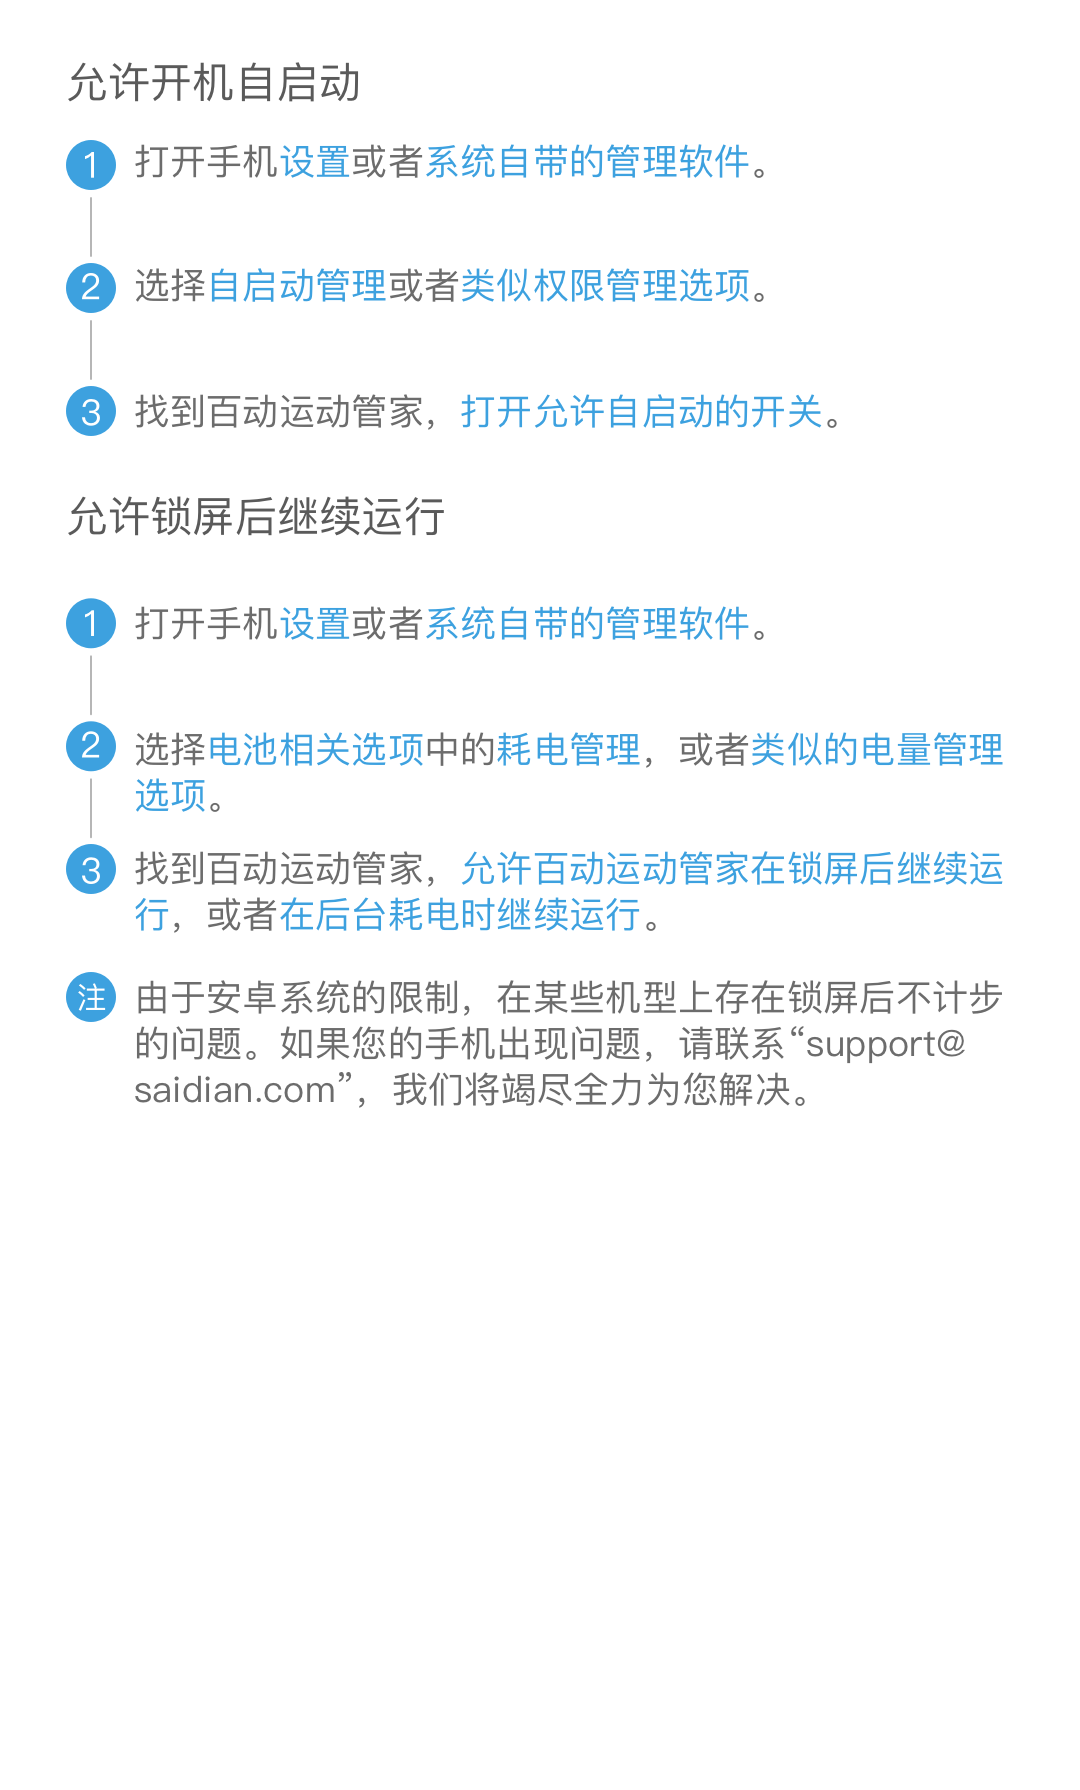 允许开机自启动
1 打开手机设置或者系统自带的管理软件。
2 选择自启动管理或者类似权限管理选项。
3 找到百动运动管家，打开允许自启动的开关。
允许锁屏后继续运行
1 打开手机设置或者系统自带的管理软件。
2 选择电池相关选项中的耗电管理，或者类似的电量管理
选项。
3 找到百动运动管家，允许百动运动管家在锁屏后继续运
行，或者在后台耗电时继续运行。
注 由于安卓系统的限制，在某些机型上存在锁屏后不计步
的问题。如果您的手机出现问题，请联系“support@
saidian.com”，我们将竭尽全力为您解决。